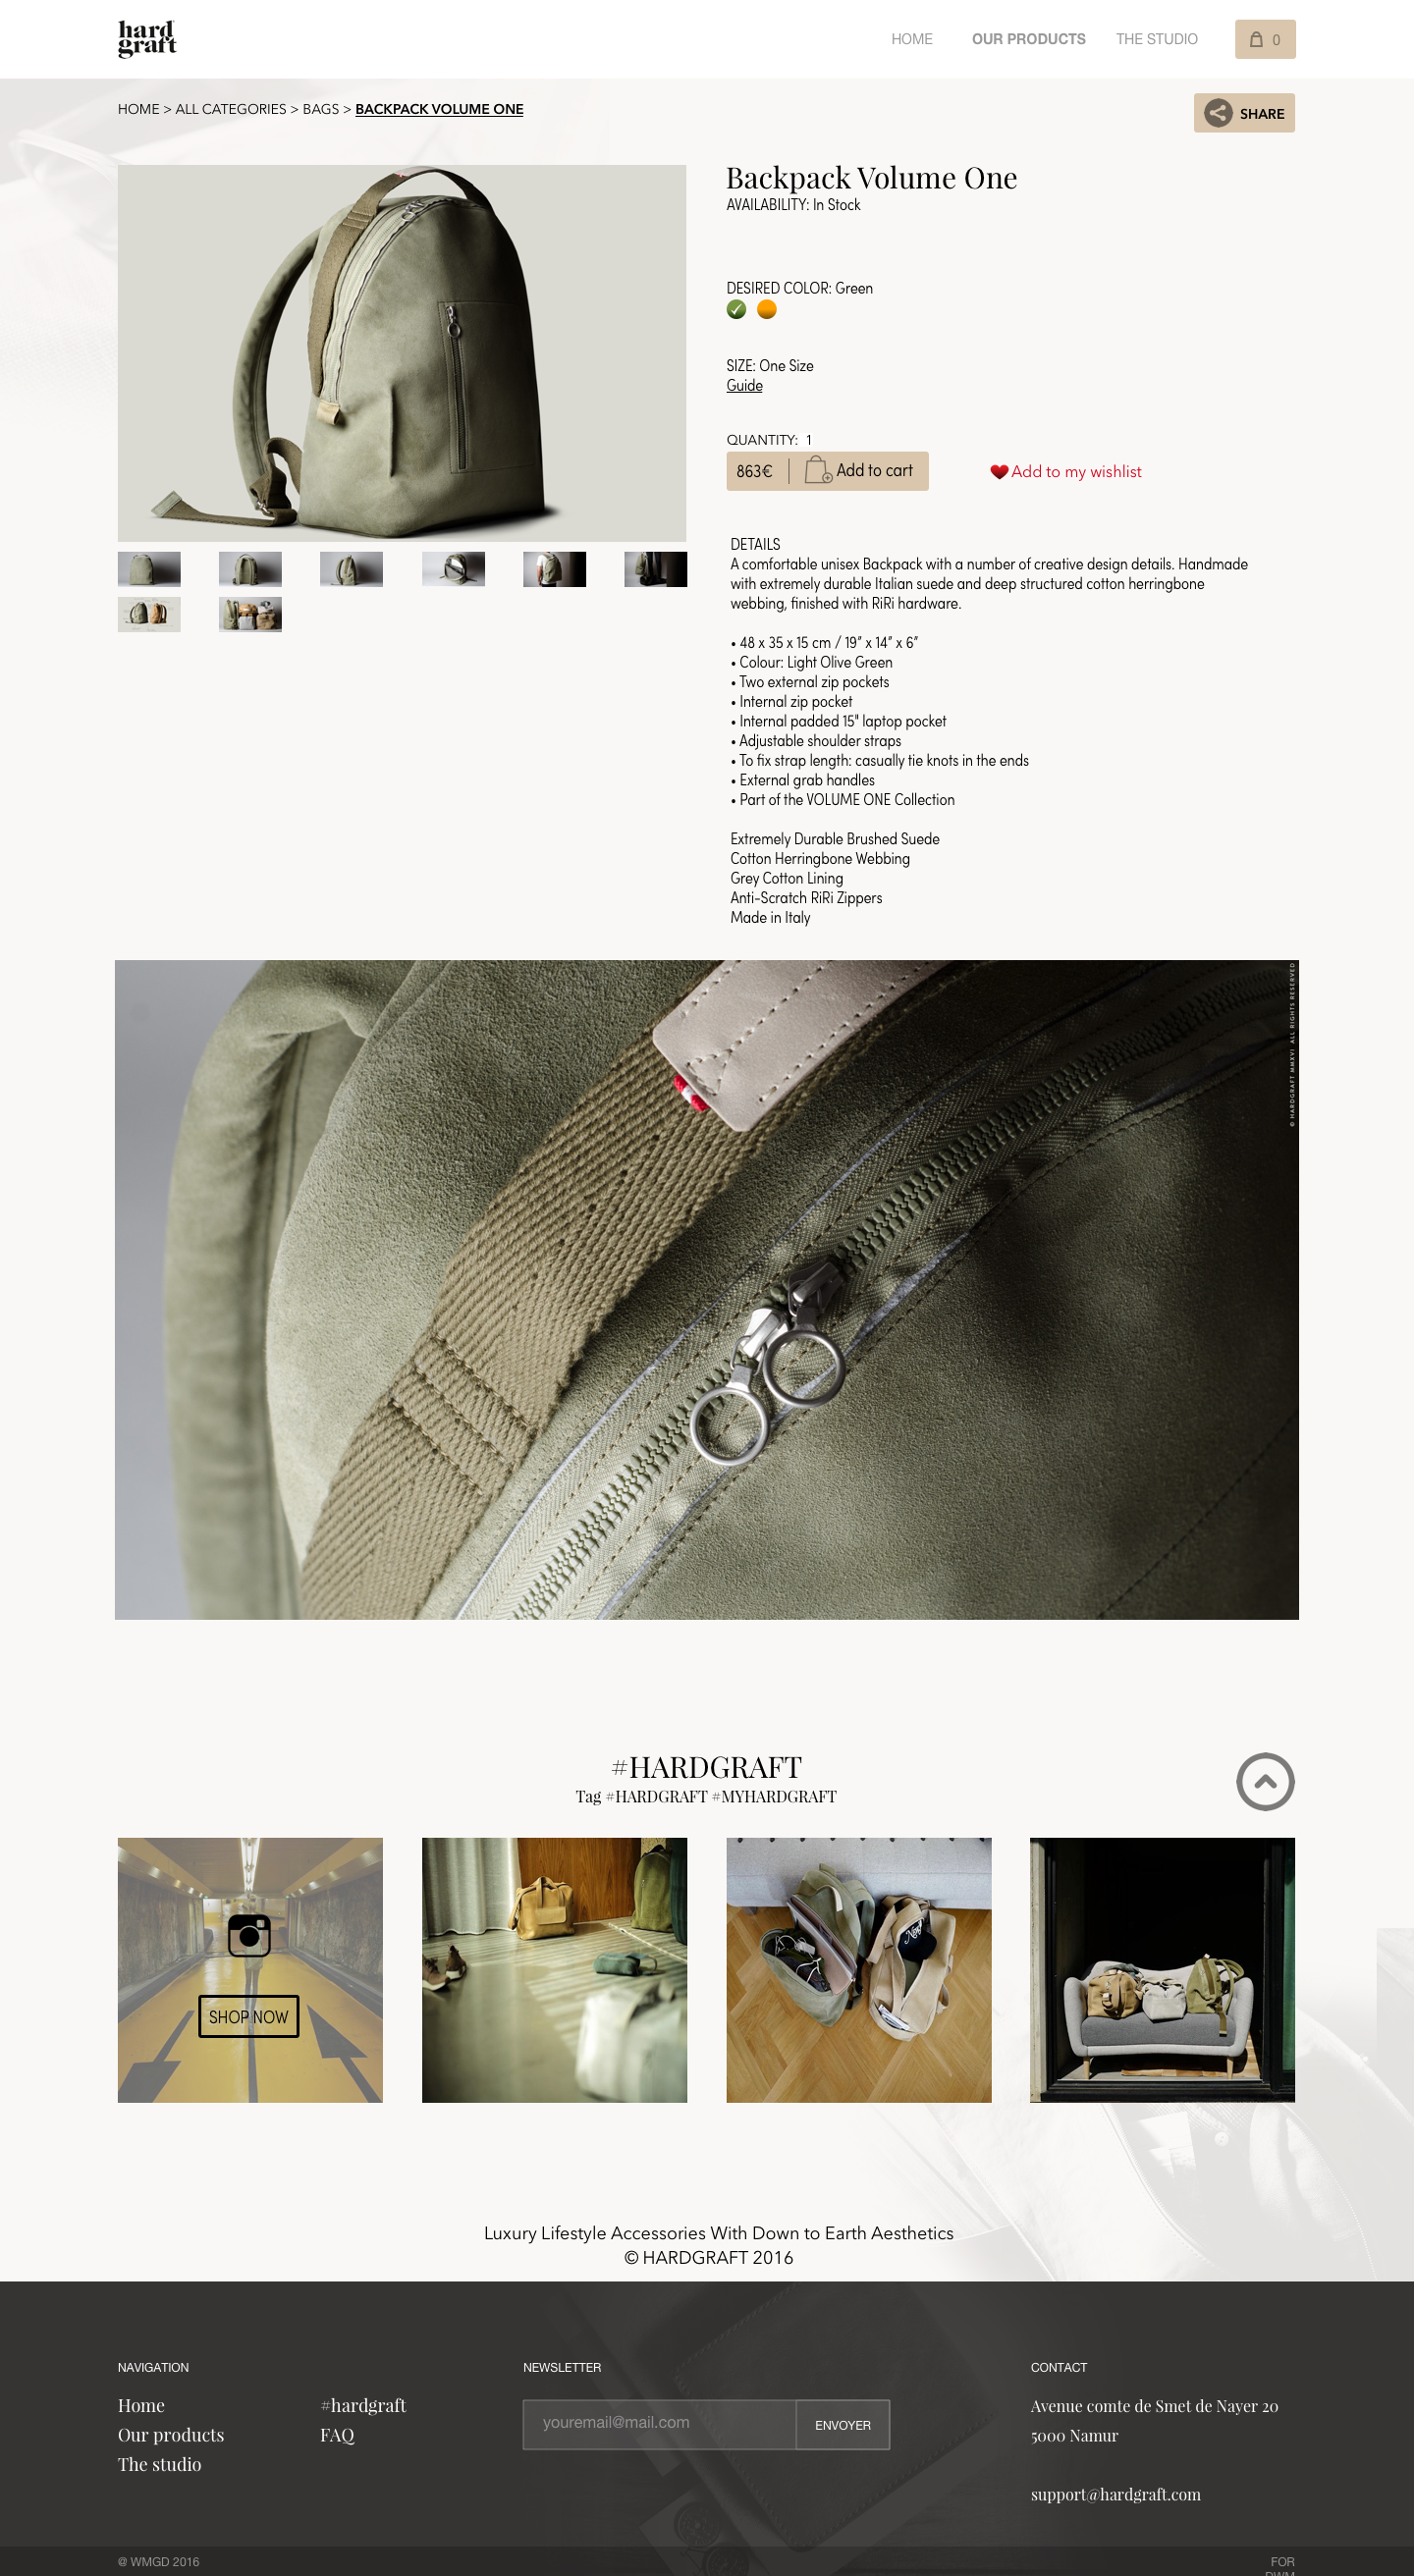 hard
graft
HOME OUR PRODUCTS THE STUDIO 0
HOME > ALL CATEGORIES > BAGS > BACKPACK VOLUME ONE
SHARE
Backpack Volume One
AVAILABILITY: In Stock
DESIRED COLOR: Green
SIZE: One Size
Guide
QUANTITY: 1
863€ Add to cart
Add to my wishlist
DETAILS
A comfortable unisex Backpack with a number of creative design details. Handmade
with extremely durable Italian suede and deep structured cotton herringbone
webbing, finished with RiRi hardware.
• 48 x 35 x 15 cm / 19” x 14” x 6”
• Colour: Light Olive Green
• Two external zip pockets
• Internal zip pocket
• Internal padded 15" laptop pocket
• Adjustable shoulder straps
• To fix strap length: casually tie knots in the ends
• External grab handles
• Part of the VOLUME ONE Collection
Extremely Durable Brushed Suede
Cotton Herringbone Webbing
Grey Cotton Lining
Anti-Scratch RiRi Zippers
Made in Italy
© HARDGRAFT MMXVI ALL RIGHTS RESERVED
#HARDGRAFT
Tag #HARDGRAFT #MYHARDGRAFT
SHOP NOW
Luxury Lifestyle Accessories With Down to Earth Aesthetics
© HARDGRAFT 2016
NAVIGATION
Home
Our products
The studio
#hardgraft
FAQ
NEWSLETTER
youremail@mail.com
ENVOYER
CONTACT
Avenue comte de Smet de Nayer 20
5000 Namur
support@hardgraft.com
@ WMGD 2016
FOR
DWM